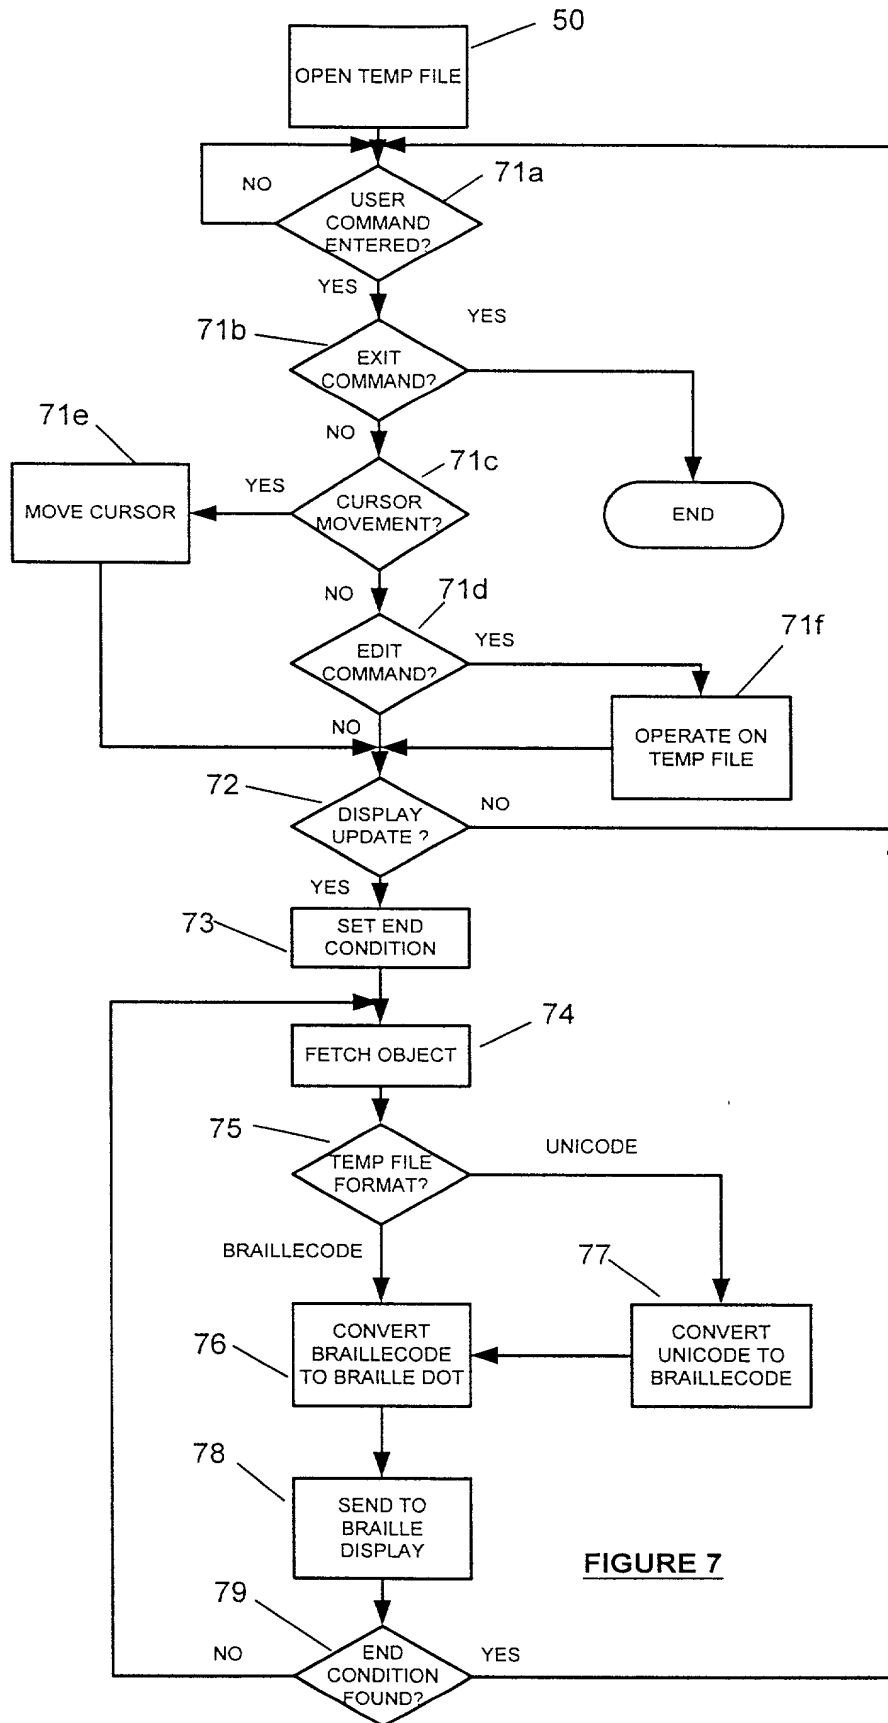 50
OPEN TEMP FILE
71a
NO
USER
COMMAND
ENTERED?
YES
71b
YES
EXIT
COMMAND?
71e
NO
71c
YES
MOVE CURSOR
CURSOR
MOVEMENT?
END
NO
71d
YES
71f
EDIT
COMMAND?
NO
OPERATE ON
TEMP FILE
72
NO
DISPLAY
UPDATE ?
YES
73
SET END
CONDITION
74
FETCH OBJECT
75
UNICODE
TEMP FILE
FORMAT?
BRAILLECODE
77
76
CONVERT
BRAILLECODE
TO BRAILLE DOT
CONVERT
UNICODE TO
BRAILLECODE
78
SEND TO
BRAILLE
DISPLAY
FIGURE 7
79
NO
END
CONDITION
FOUND?
YES